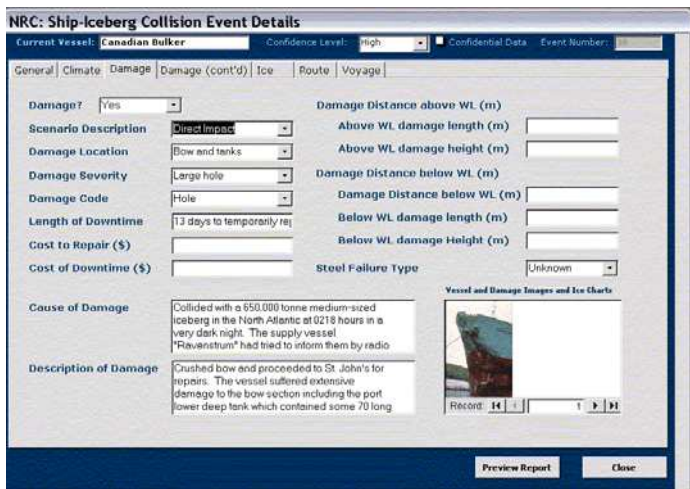 NRC: Ship-Iceberg Collision Event Details
Current Vessel: Canadian Bulker Confidence Level: High Confidential Data Event Number:
General Climate Damage Damage (cont'd) Ice Route Voyage
Damage? Yes Damage Distance above WL (m)
Scenario Description Direct Impact Above WL damage length (m)
Damage Location Bow and tanks Above WL damage height (m)
Damage Severity Large hole Damage Distance below WL (m)
Damage Code Hole Damage Distance below WL (m)
Length of Downtime 13 days to temporarily rep Below WL damage length (m)
Cost to Repair ($) Below WL damage Height (m)
Cost of Downtime ($) Steel Failure Type Unknown
Vessel and Damage Images and Ice Charts
Cause of Damage Collided with a 650,000 tonne medium-sized
iceberg in the North Atlantic at 0218 hours in a
very dark night. The supply vessel
"Ravenstrum" had tried to inform them by radio
Description of Damage Crushed bow and proceeded to St. John's for
repairs. The vessel suffered extensive
damage to the bow section including the port
lower deep tank which contained some 70 long
Record: 1
Preview Report Close